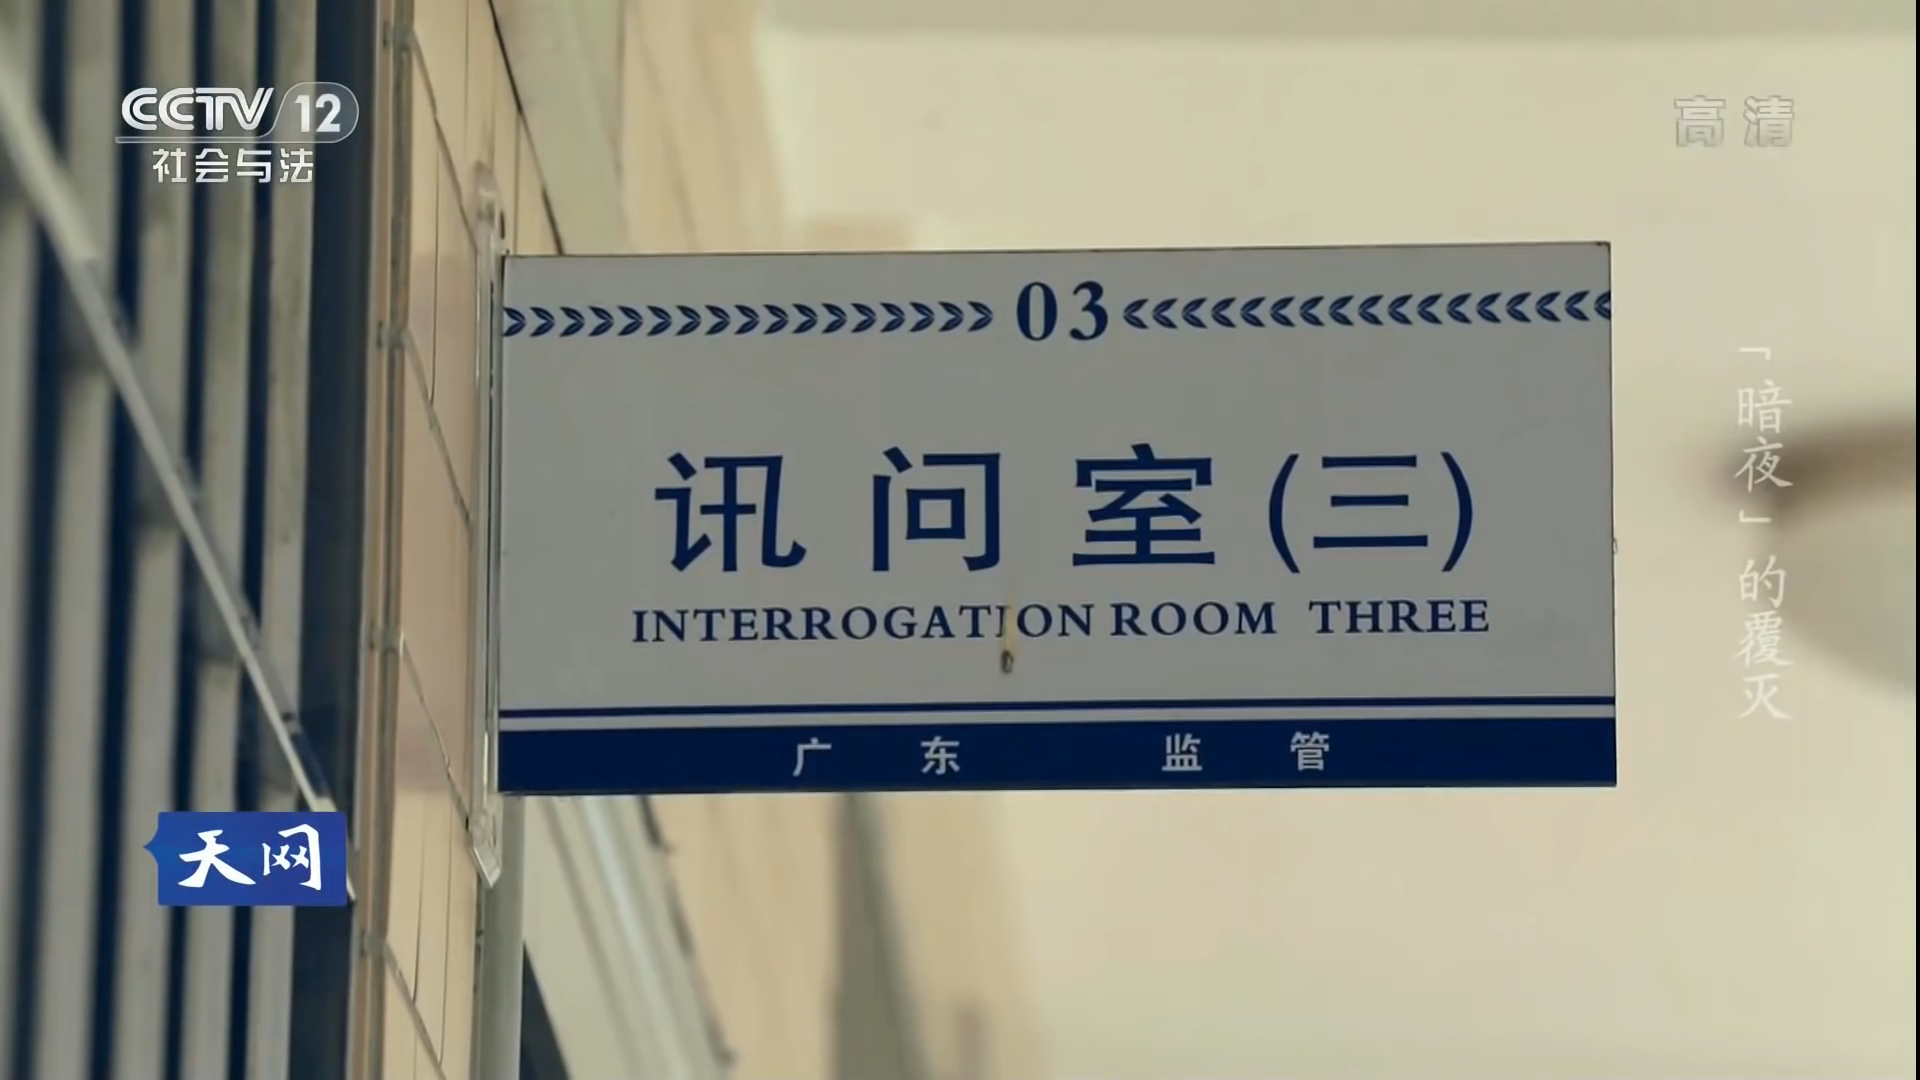 CCTV 12
社会与法
高清
03
讯问室(三)
INTERROGATION ROOM THREE
广东 监管
「暗夜」的覆灭
天网